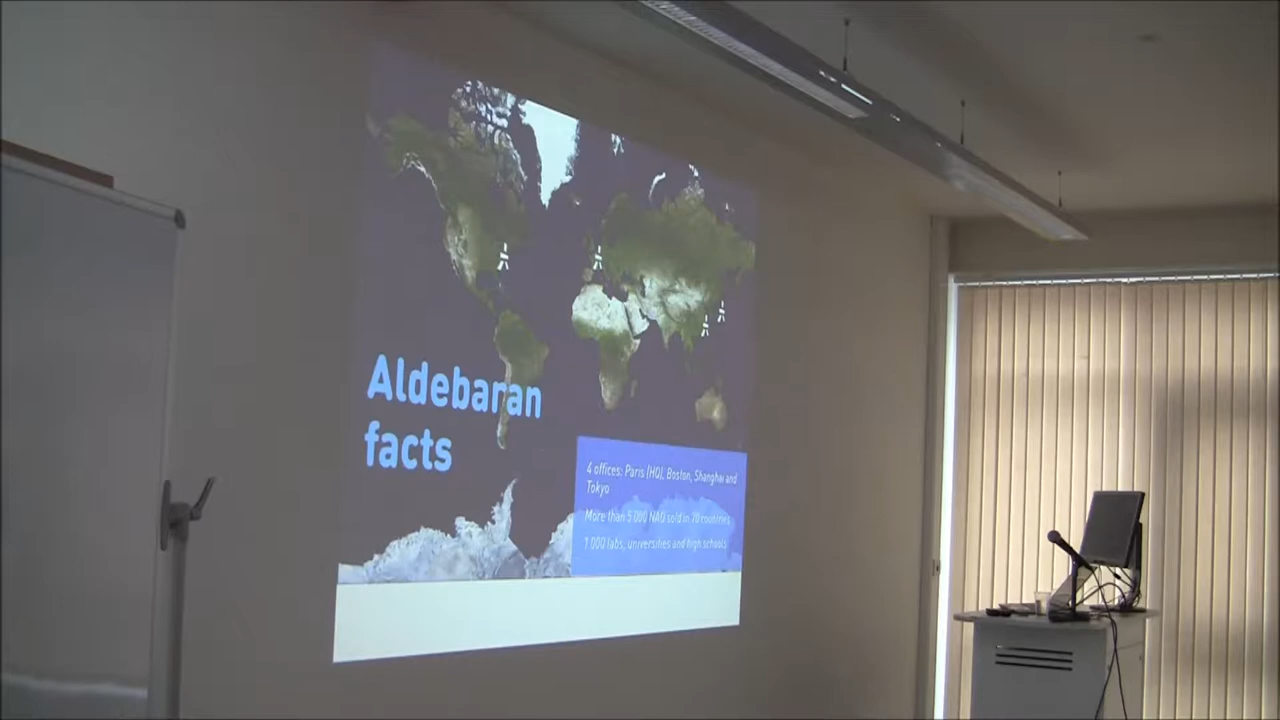 Aldebaran
facts
4 offices: Paris (HQ), Boston, Shanghai and
Tokyo
More than 5 000 NAO sold in 70 countries
1 000 labs, universities and high schools